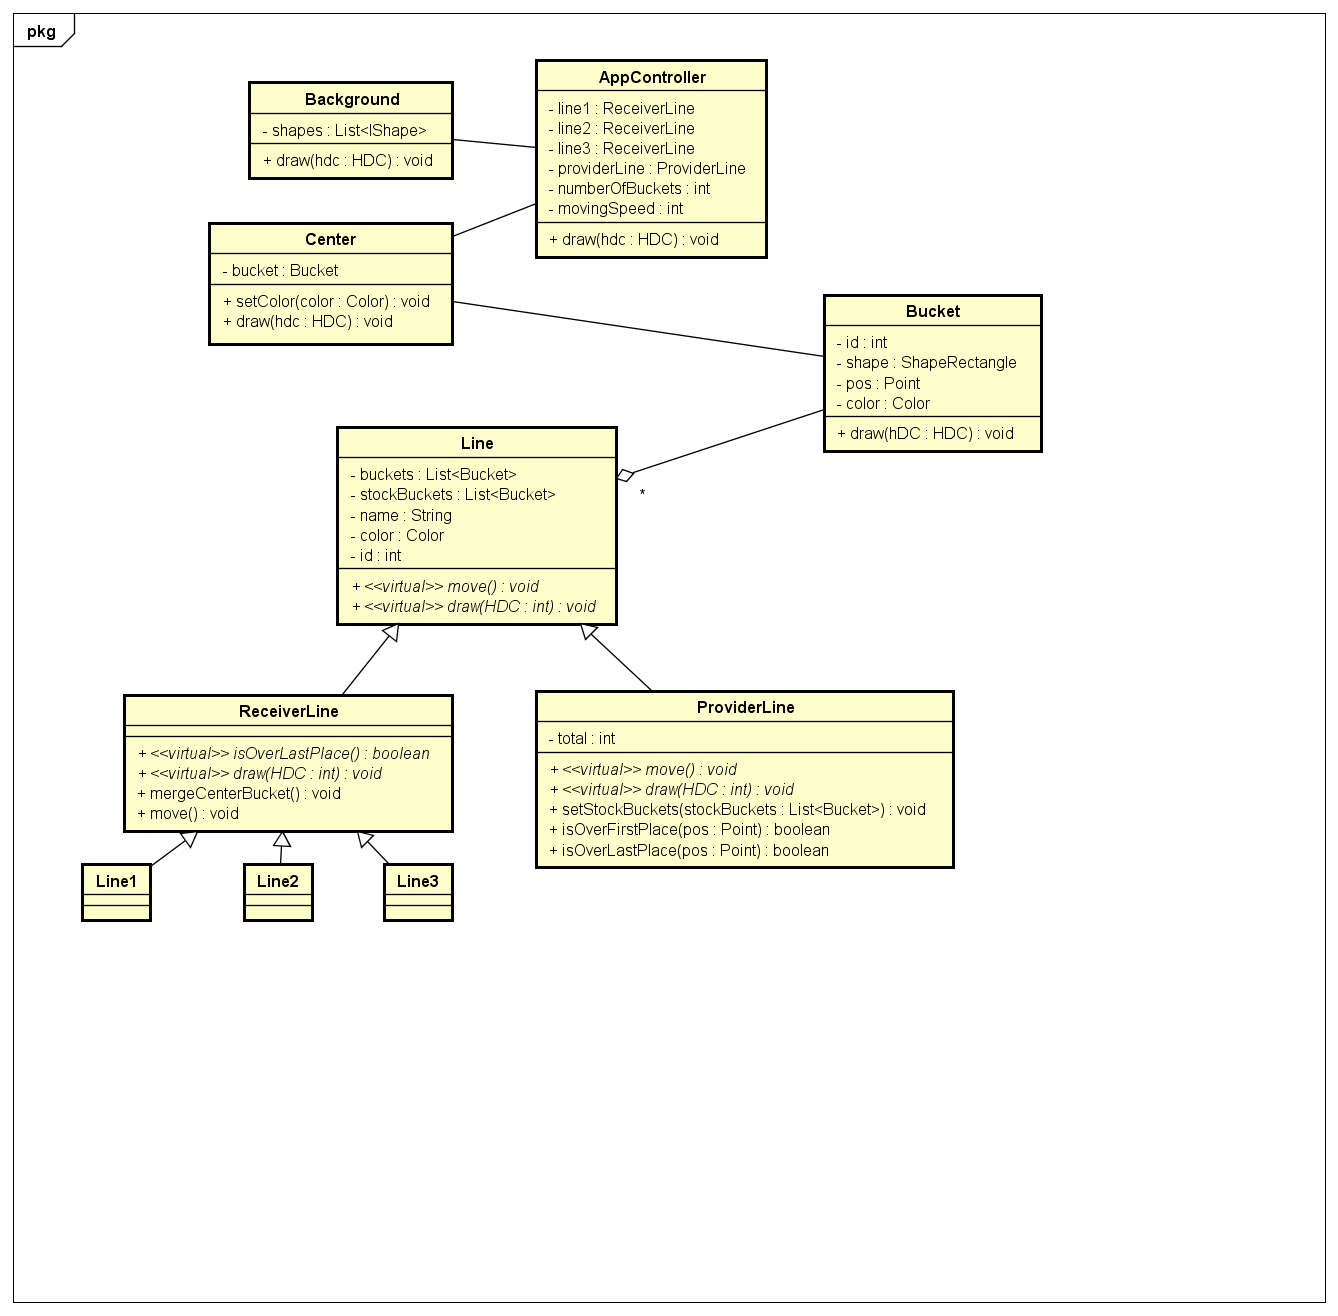 pkg
Background
- shapes : List<IShape>
+ draw(hdc : HDC) : void
AppController
- line1 : ReceiverLine
- line2 : ReceiverLine
- line3 : ReceiverLine
- providerLine : ProviderLine
- numberOfBuckets : int
- movingSpeed : int
+ draw(hdc : HDC) : void
Center
- bucket : Bucket
+ setColor(color : Color) : void
+ draw(hdc : HDC) : void
Bucket
- id : int
- shape : ShapeRectangle
- pos : Point
- color : Color
+ draw(hDC : HDC) : void
Line
- buckets : List<Bucket>
- stockBuckets : List<Bucket>
- name : String
- color : Color
- id : int
+ <<virtual>> move() : void
+ <<virtual>> draw(HDC : int) : void
*
ReceiverLine
+ <<virtual>> isOverLastPlace() : boolean
+ <<virtual>> draw(HDC : int) : void
+ mergeCenterBucket() : void
+ move() : void
ProviderLine
- total : int
+ <<virtual>> move() : void
+ <<virtual>> draw(HDC : int) : void
+ setStockBuckets(stockBuckets : List<Bucket>) : void
+ isOverFirstPlace(pos : Point) : boolean
+ isOverLastPlace(pos : Point) : boolean
Line1
Line2
Line3